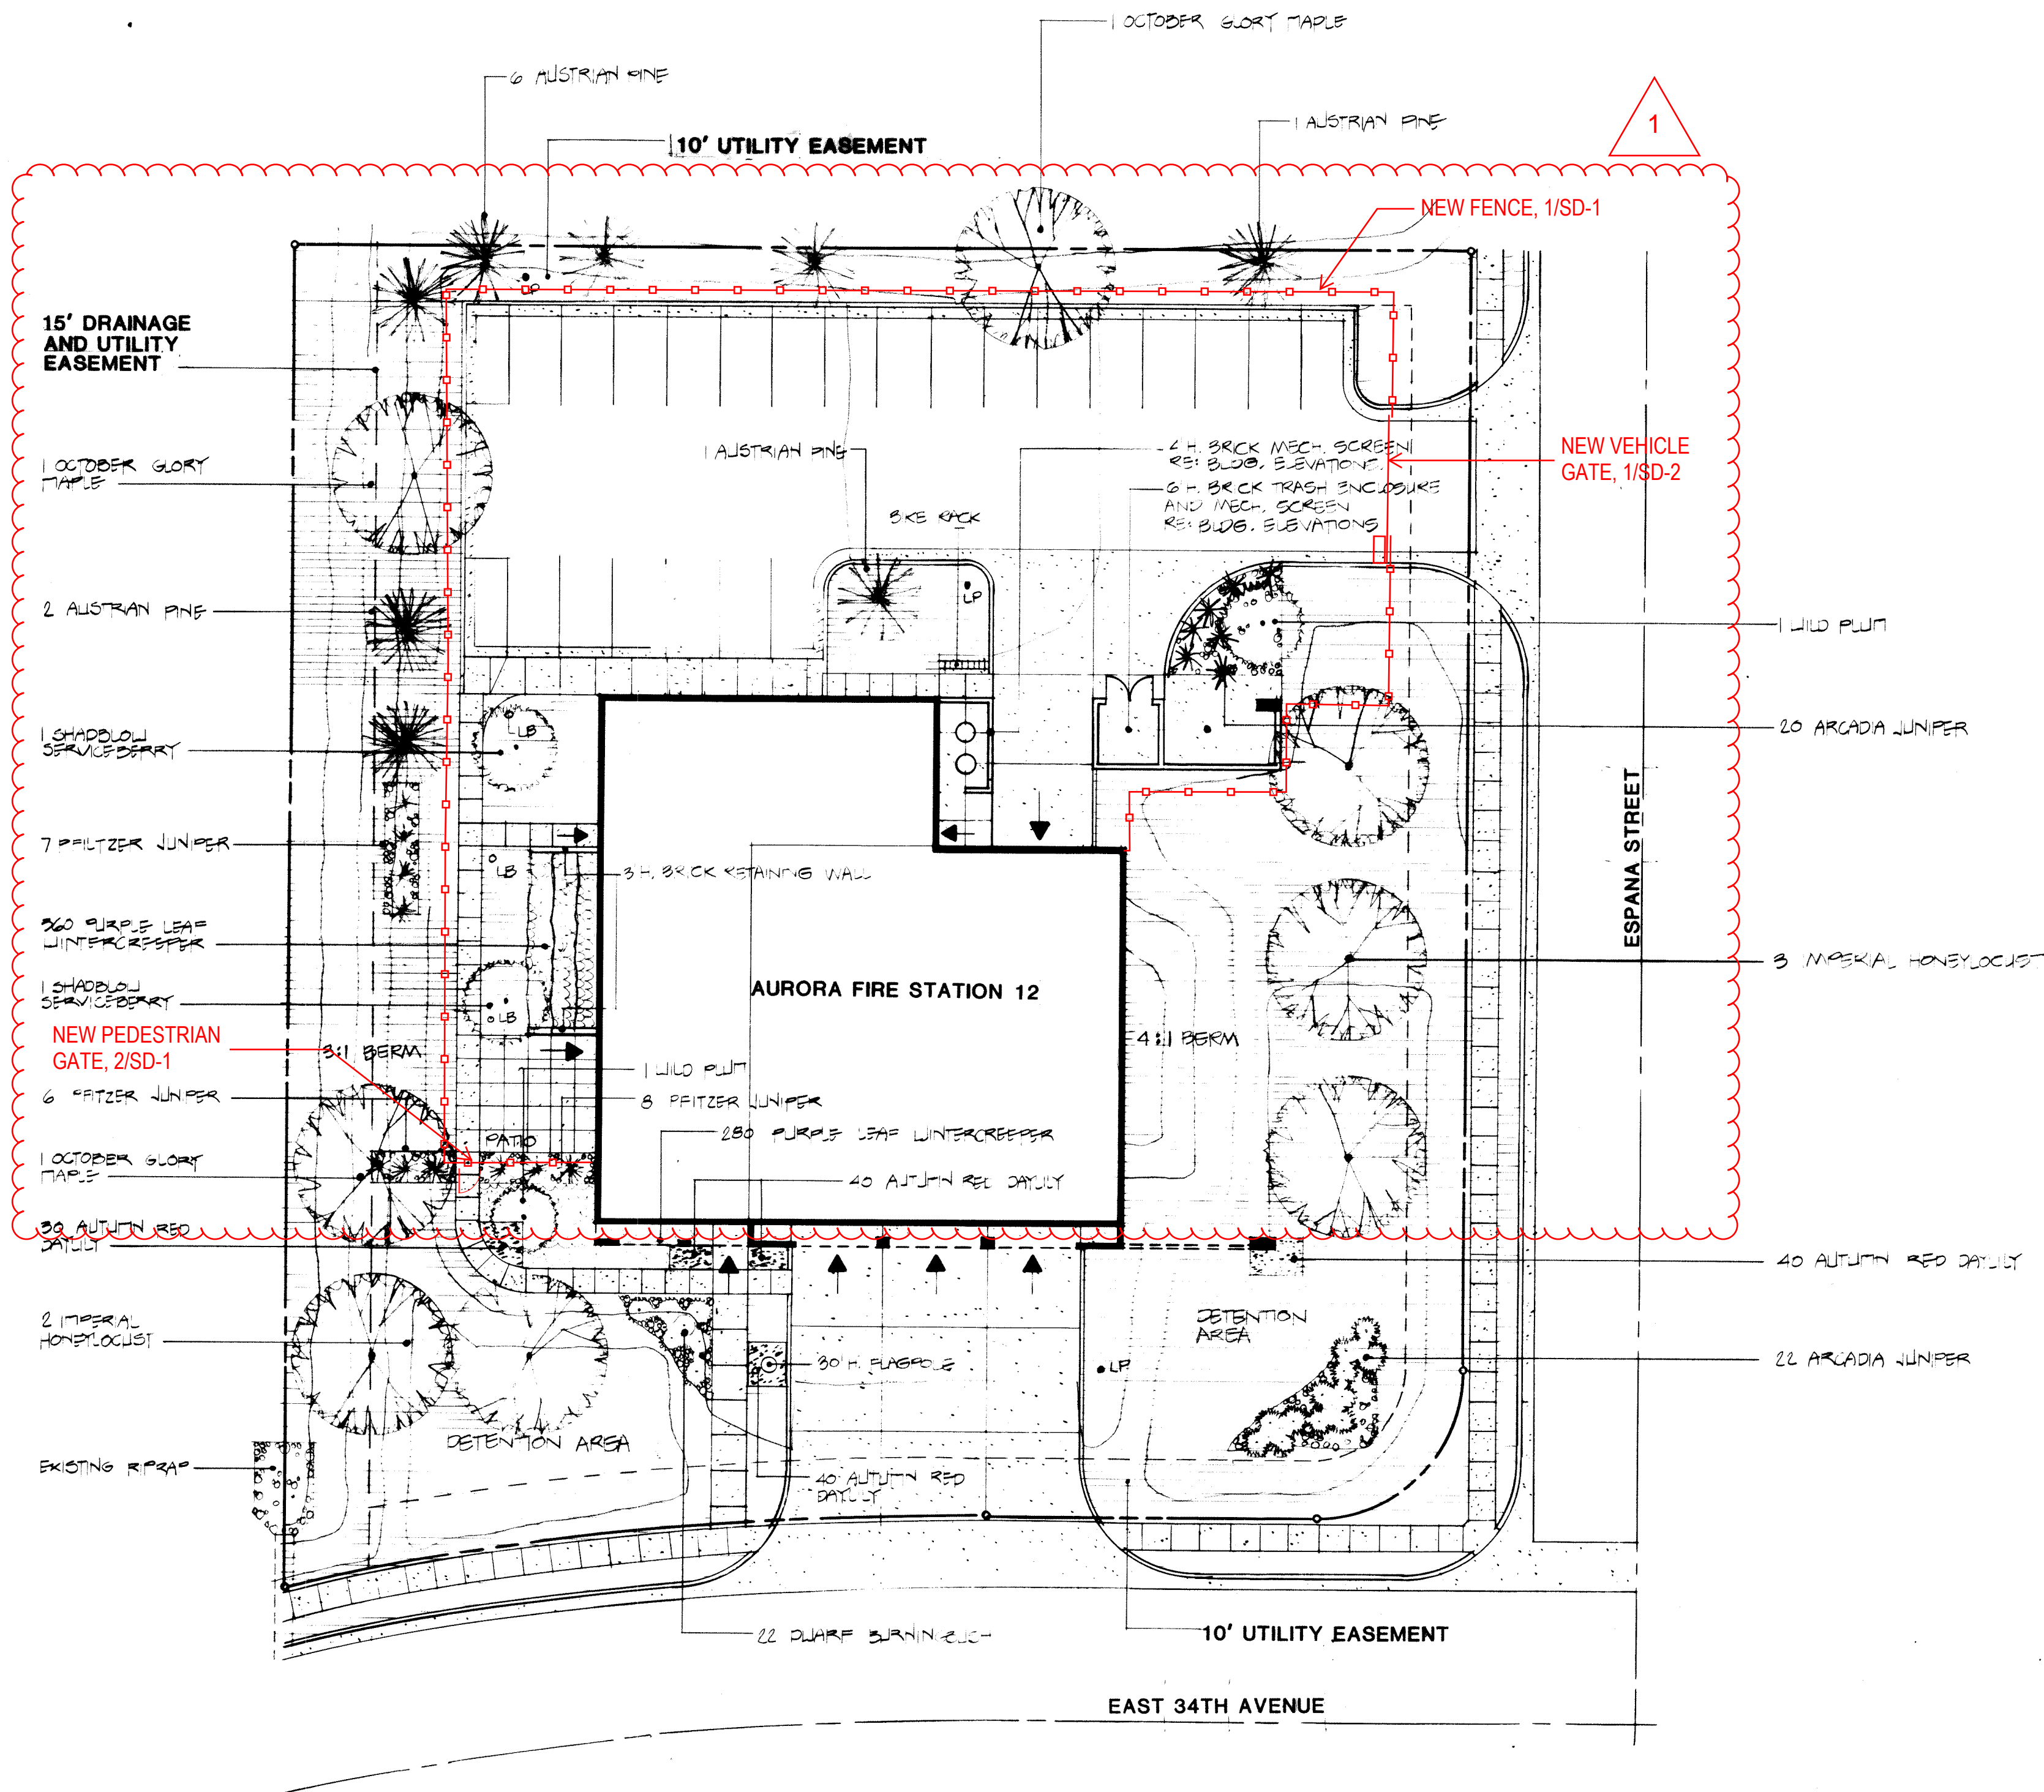 1 OCTOBER GLORY MAPLE
6 AUSTRIAN PINE
1 AUSTRIAN PINE
1
10' UTILITY EASEMENT
NEW FENCE, 1/SD-1
15' DRAINAGE
AND UTILITY
EASEMENT
1 OCTOBER GLORY
MAPLE
1 AUSTRIAN PINE
4'H. BRICK MECH. SCREEN
RE: BLDG. ELEVATIONS.
NEW VEHICLE
GATE, 1/SD-2
6'H. BRICK TRASH ENCLOSURE
AND MECH. SCREEN
RE: BLDG. ELEVATIONS
BIKE RACK
LP
2 AUSTRIAN PINE
1 WILD PLUM
1 SHADBLOW
SERVICEBERRY
LB
20 ARCADIA JUNIPER
7 PFILTZER JUNIPER
LB
3'H. BRICK RETAINING WALL
ESPANA STREET
360 PURPLE LEAF
WINTERCREEPER
3 IMPERIAL HONEYLOCUST
1 SHADBLOW
SERVICEBERRY
LB
AURORA FIRE STATION 12
NEW PEDESTRIAN
GATE, 2/SD-1
3:1 BERM
4:1 BERM
1 WILD PLUM
6 PFITZER JUNIPER
8 PFITZER JUNIPER
PATIO
280 PURPLE LEAF WINTERCREEPER
1 OCTOBER GLORY
MAPLE
40 AUTUMN RED DAYLILY
30 AUTUMN RED
DAYLILY
40 AUTUMN RED DAYLILY
2 IMPERIAL
HONEYLOCUST
DETENTION
AREA
30'H. FLAGPOLE
LP
22 ARCADIA JUNIPER
DETENTION AREA
EXISTING RIPRAP
40 AUTUMN RED
DAYLILY
22 DWARF BURNINGBUSH
10' UTILITY EASEMENT
EAST 34TH AVENUE